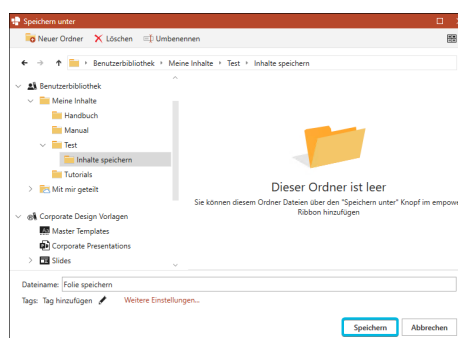 Speichern unter
Neuer Ordner Löschen Umbenennen
Benutzerbibliothek Meine Inhalte Test Inhalte speichern
Benutzerbibliothek
Meine Inhalte
Handbuch
Manual
Test
Inhalte speichern
Tutorials
Mit mir geteilt
Corporate Design Vorlagen
Master Templates
Corporate Presentations
Slides
Dieser Ordner ist leer
Sie können diesem Ordner Dateien über den "Speichern unter" Knopf im empowe
Ribbon hinzufügen
Dateiname: Folie speichern
Tags: Tag hinzufügen Weitere Einstellungen...
Speichern Abbrechen